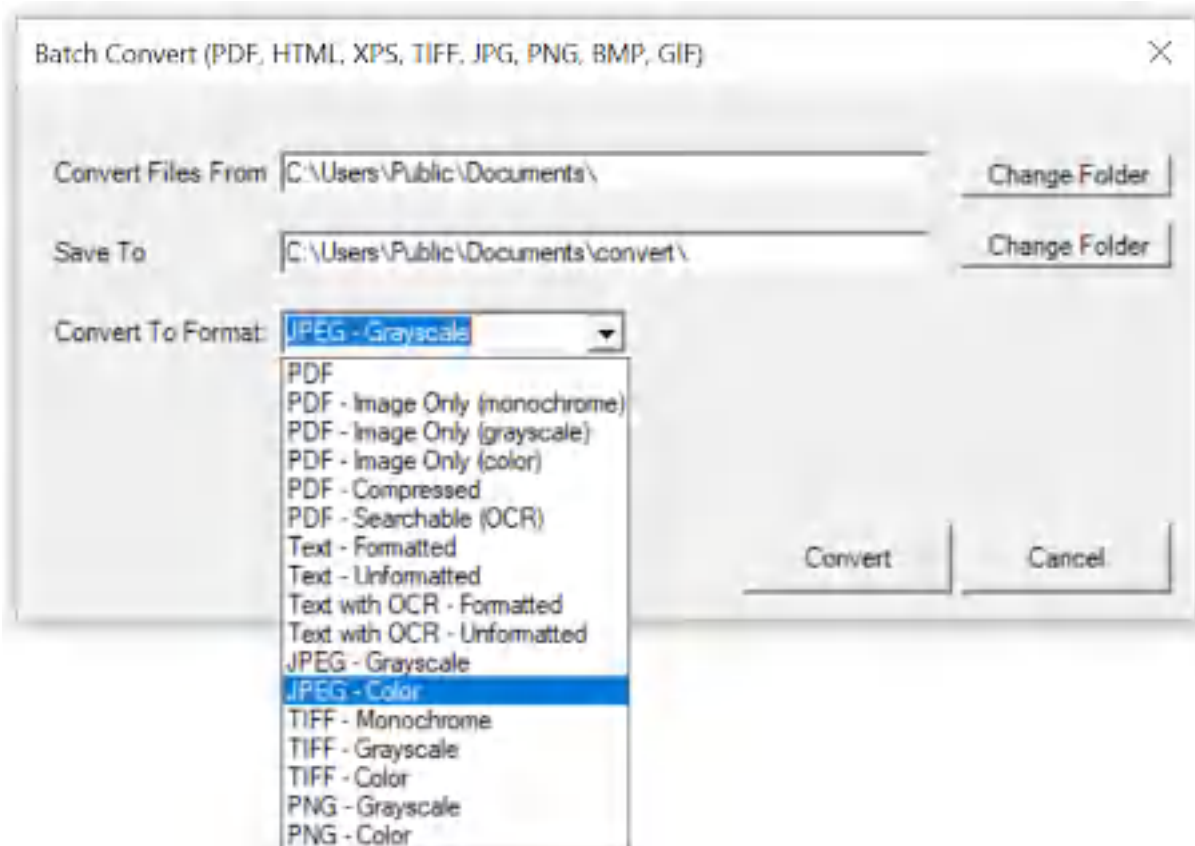 Batch Convert (PDF, HTML, XPS, TIFF, JPG, PNG, BMP, GIF)
Convert Files From C:\Users\Public\Documents\ Change Folder
Save To C:\Users\Public\Documents\convert\ Change Folder
Convert To Format: JPEG - Grayscale
PDF
PDF - Image Only (monochrome)
PDF - Image Only (grayscale)
PDF - Image Only (color)
PDF - Compressed
PDF - Searchable (OCR)
Text - Formatted
Text - Unformatted
Text with OCR - Formatted
Text with OCR - Unformatted
JPEG - Grayscale
JPEG - Color
TIFF - Monochrome
TIFF - Grayscale
TIFF - Color
PNG - Grayscale
PNG - Color
Convert Cancel